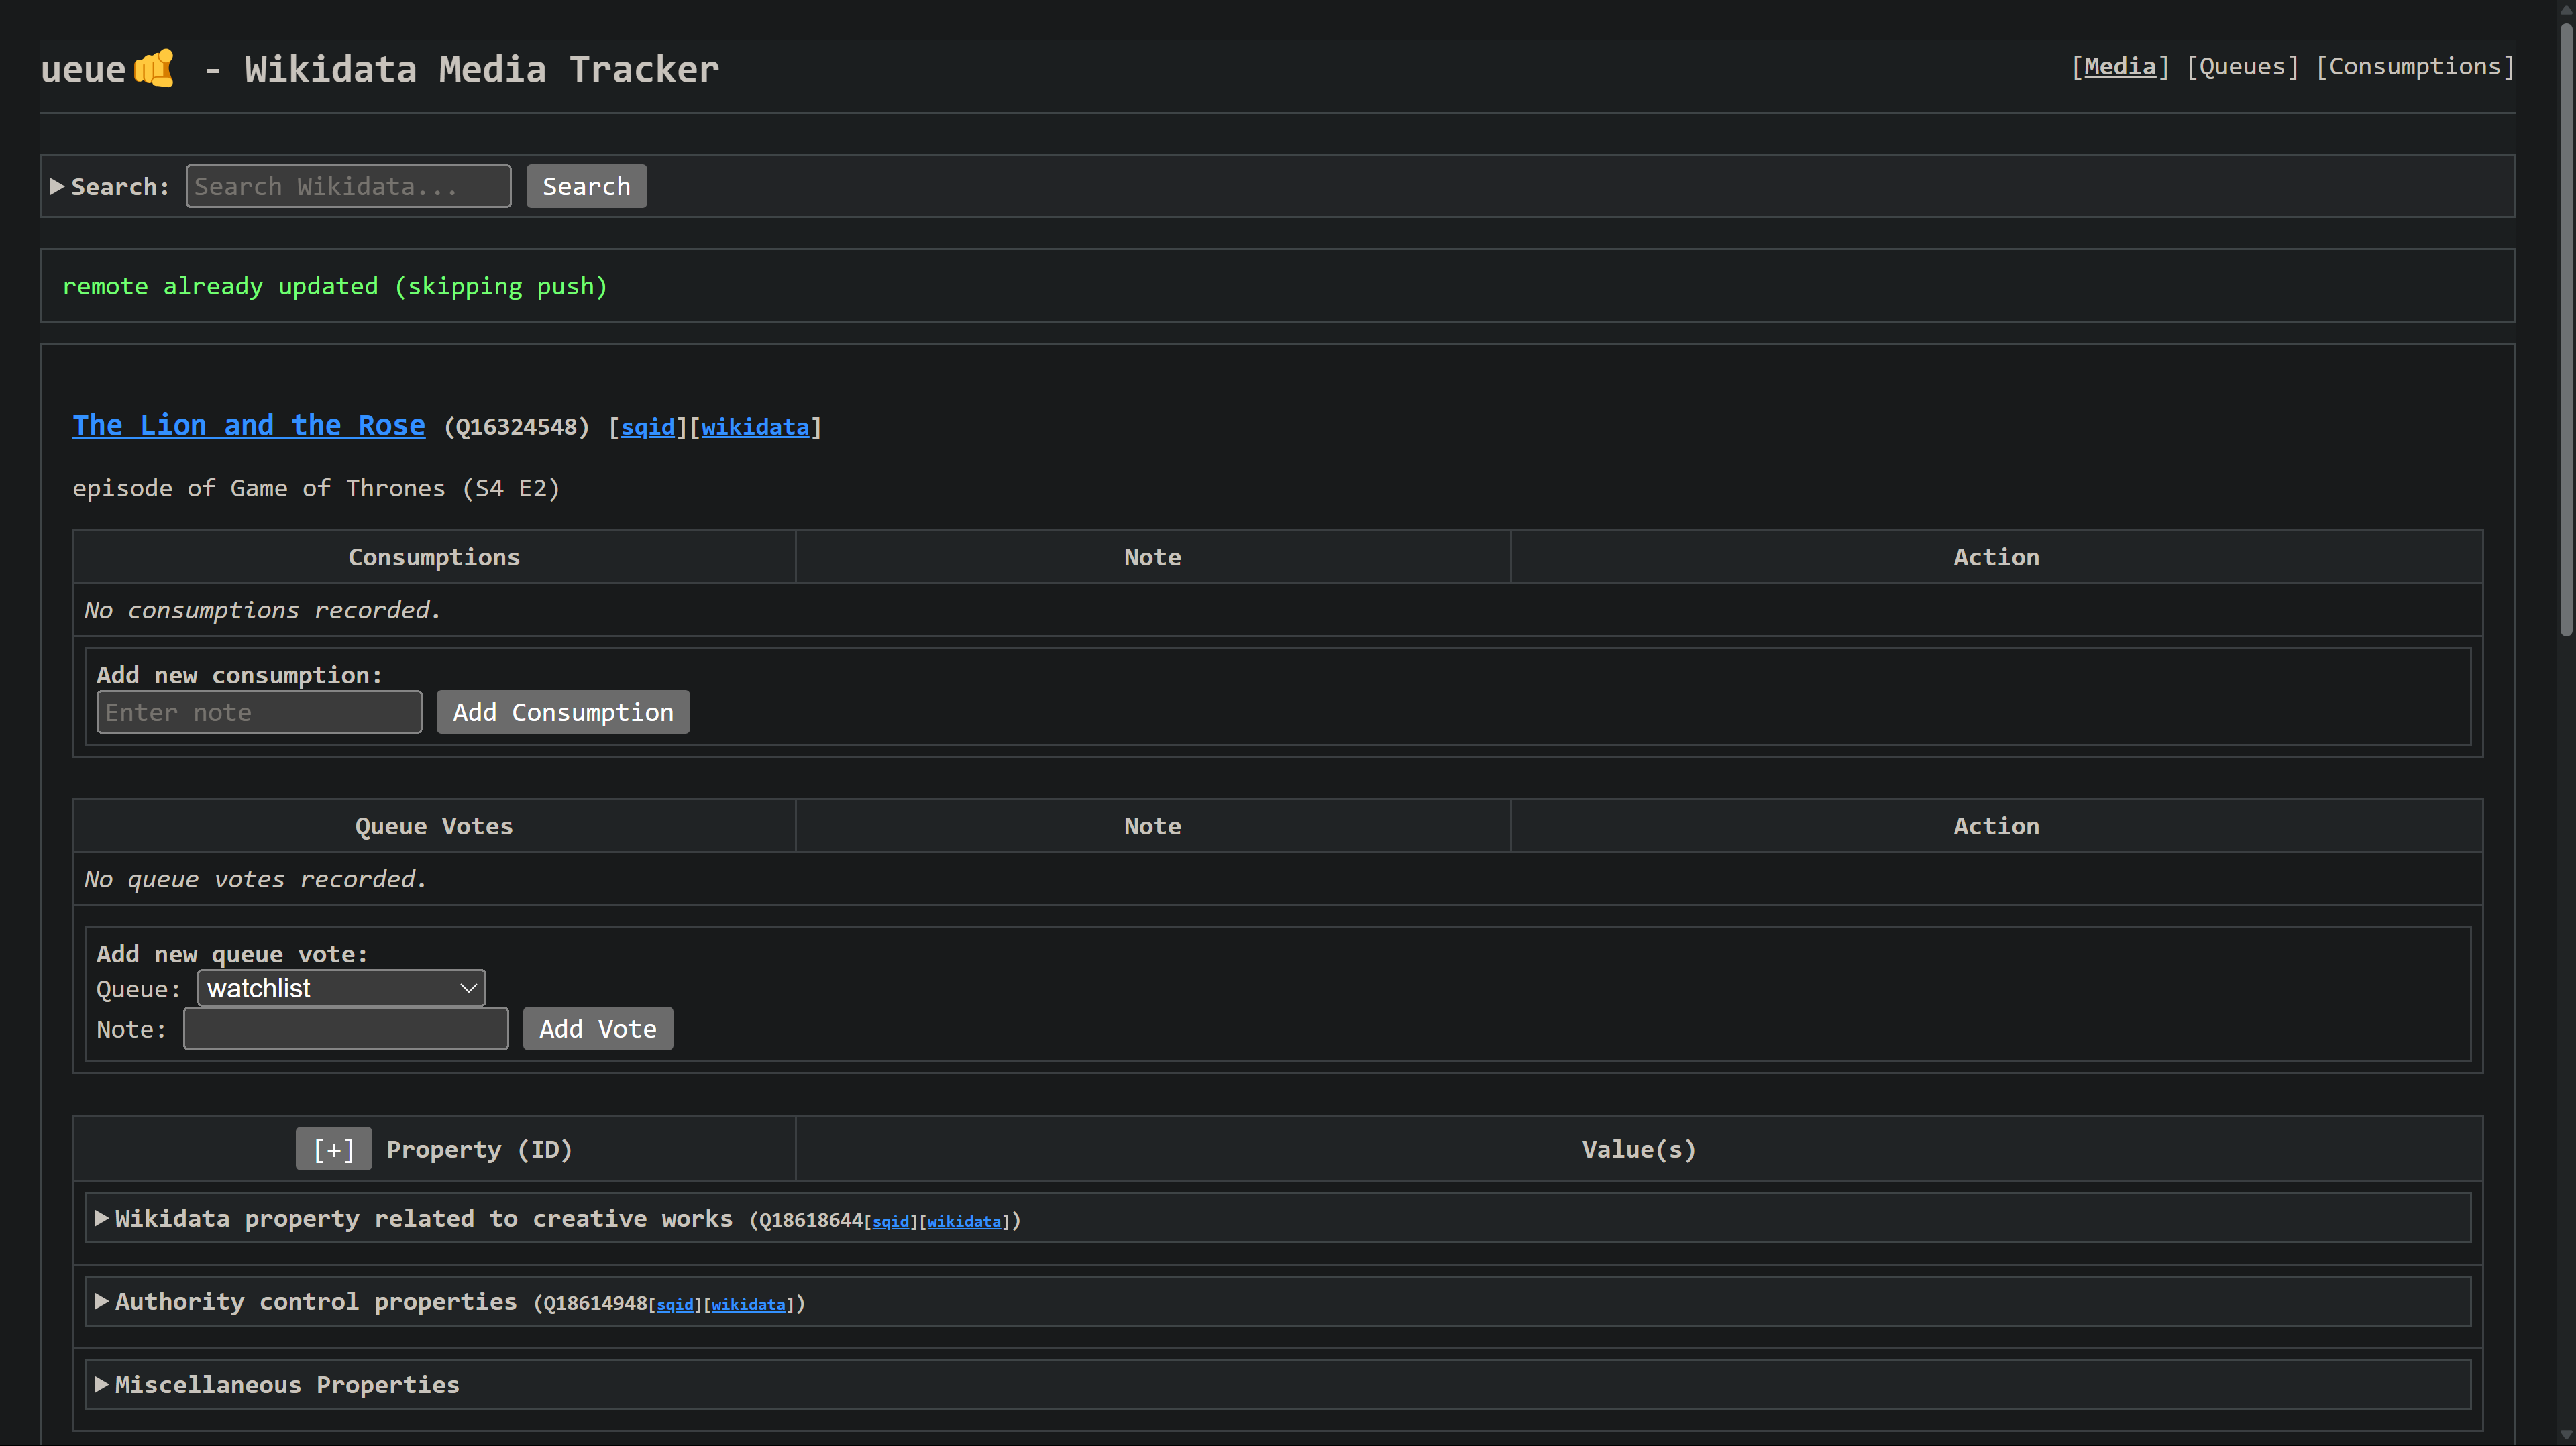 ueue👊 - Wikidata Media Tracker
[Media] [Queues] [Consumptions]
▶ Search: Search Wikidata... Search
remote already updated (skipping push)
The Lion and the Rose (Q16324548) [sqid][wikidata]
episode of Game of Thrones (S4 E2)
Consumptions Note Action
No consumptions recorded.
Add new consumption:
Enter note Add Consumption
Queue Votes Note Action
No queue votes recorded.
Add new queue vote:
Queue: watchlist
Note: Add Vote
[+] Property (ID) Value(s)
▶ Wikidata property related to creative works (Q18618644[sqid][wikidata])
▶ Authority control properties (Q18614948[sqid][wikidata])
▶ Miscellaneous Properties